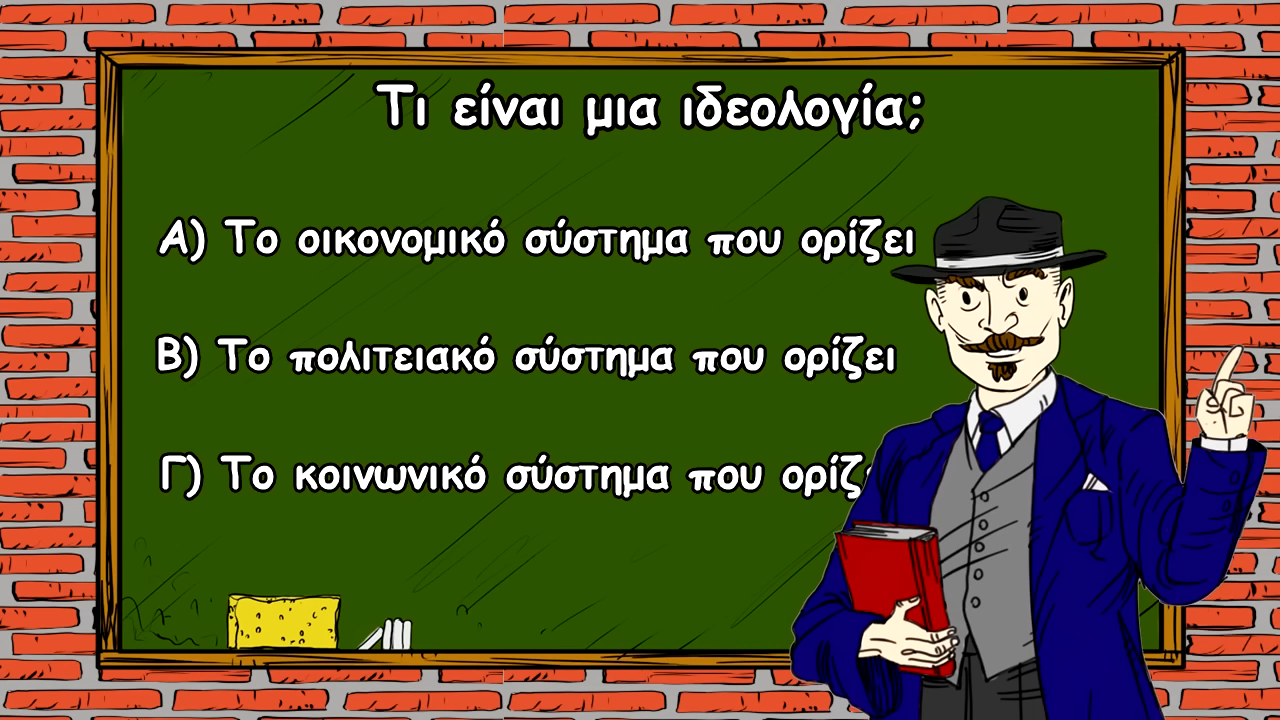 Τι είναι μια ιδεολογία;
Α) Το οικονομικό σύστημα που ορίζει
Β) Το πολιτειακό σύστημα που ορίζει
Γ) Το κοινωνικό σύστημα που